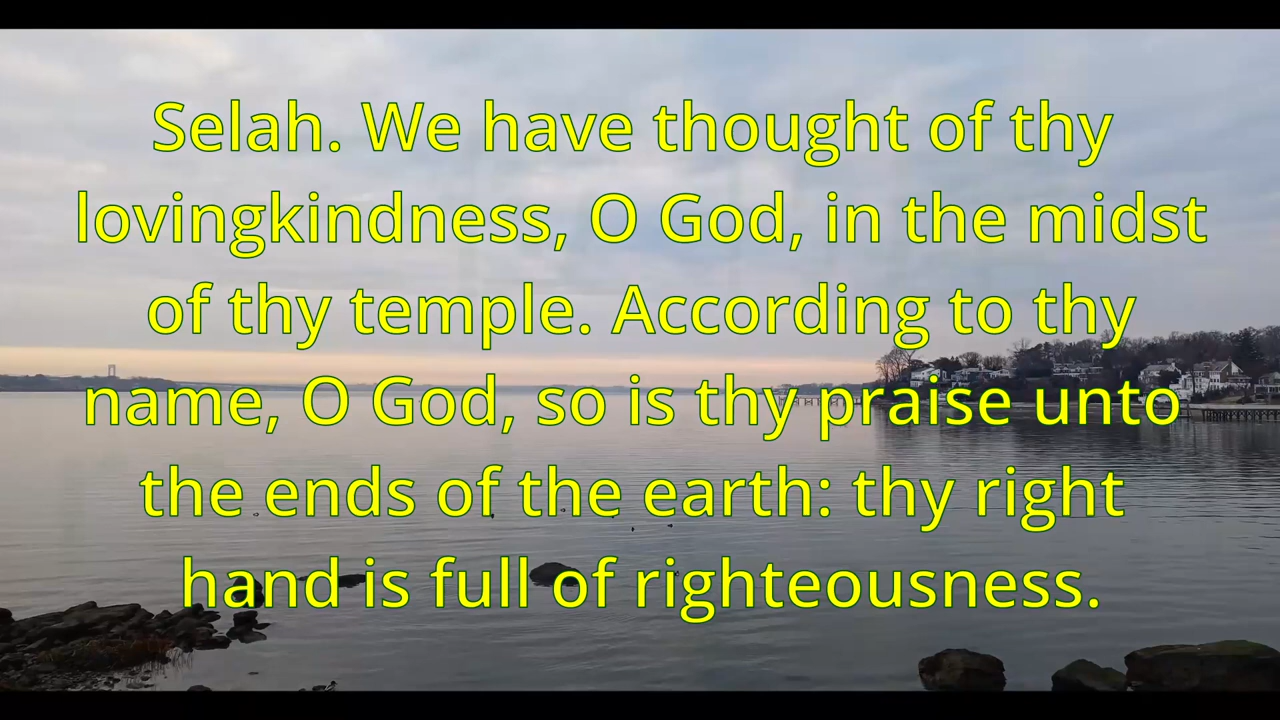 Selah. We have thought of thy
lovingkindness, O God, in the midst
of thy temple. According to thy
name, O God, so is thy praise unto
the ends of the earth: thy right
hand is full of righteousness.